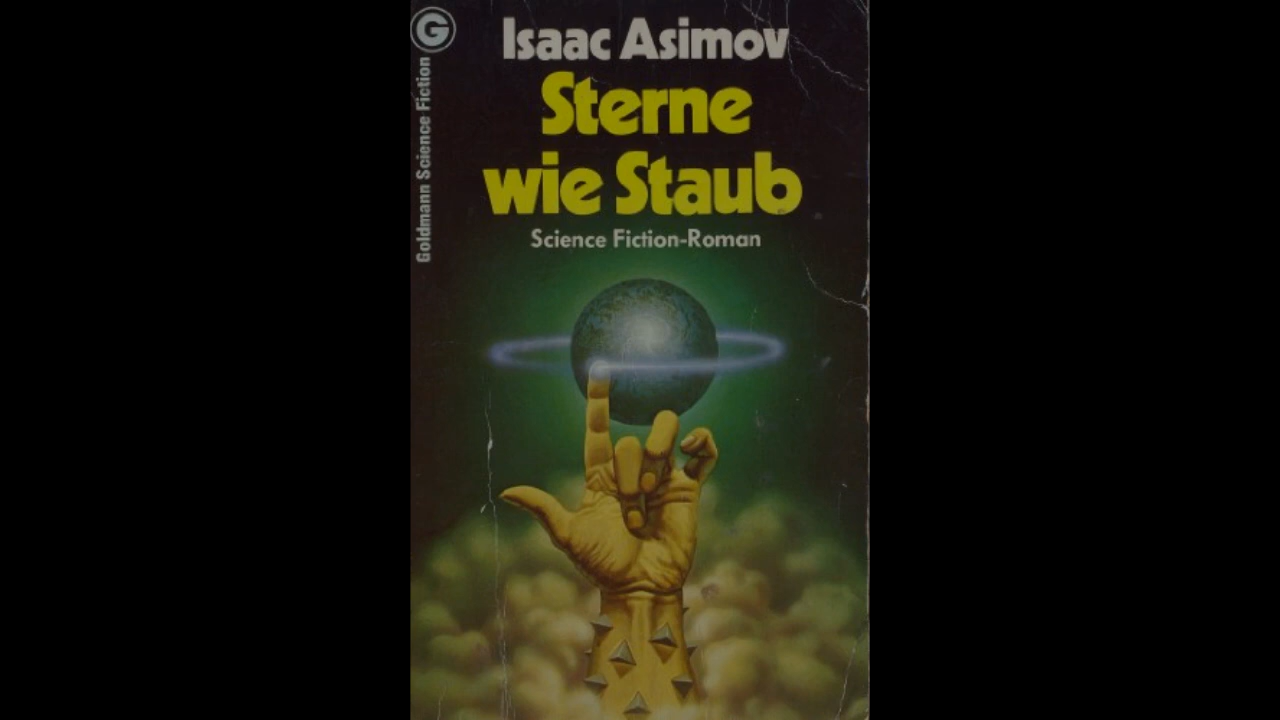 G
Isaac Asimov
Sterne
wie Staub
Science Fiction-Roman
Goldmann Science Fiction